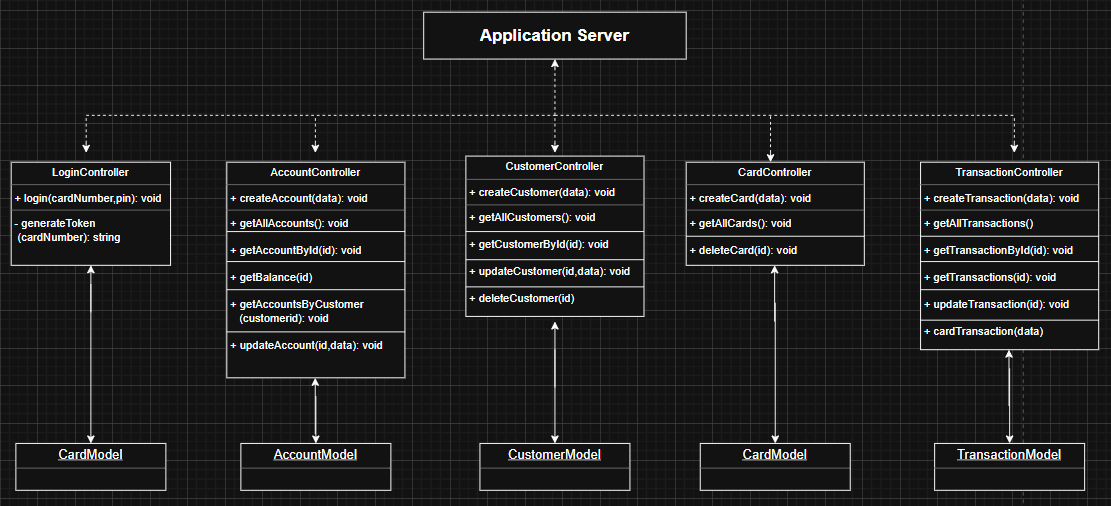 Application Server
LoginController
+ login(cardNumber,pin): void
- generateToken
(cardNumber): string
AccountController
+ createAccount(data): void
+ getAllAccounts(): void
+ getAccountById(id): void
+ getBalance(id)
+ getAccountsByCustomer
(customerid): void
+ updateAccount(id,data): void
CustomerController
+ createCustomer(data): void
+ getAllCustomers(): void
+ getCustomerById(id): void
+ updateCustomer(id,data): void
+ deleteCustomer(id)
CardController
+ createCard(data): void
+ getAllCards(): void
+ deleteCard(id): void
TransactionController
+ createTransaction(data): void
+ getAllTransactions()
+ getTransactionById(id): void
+ getTransactions(id): void
+ updateTransaction(id): void
+ cardTransaction(data)
CardModel
AccountModel
CustomerModel
CardModel
TransactionModel